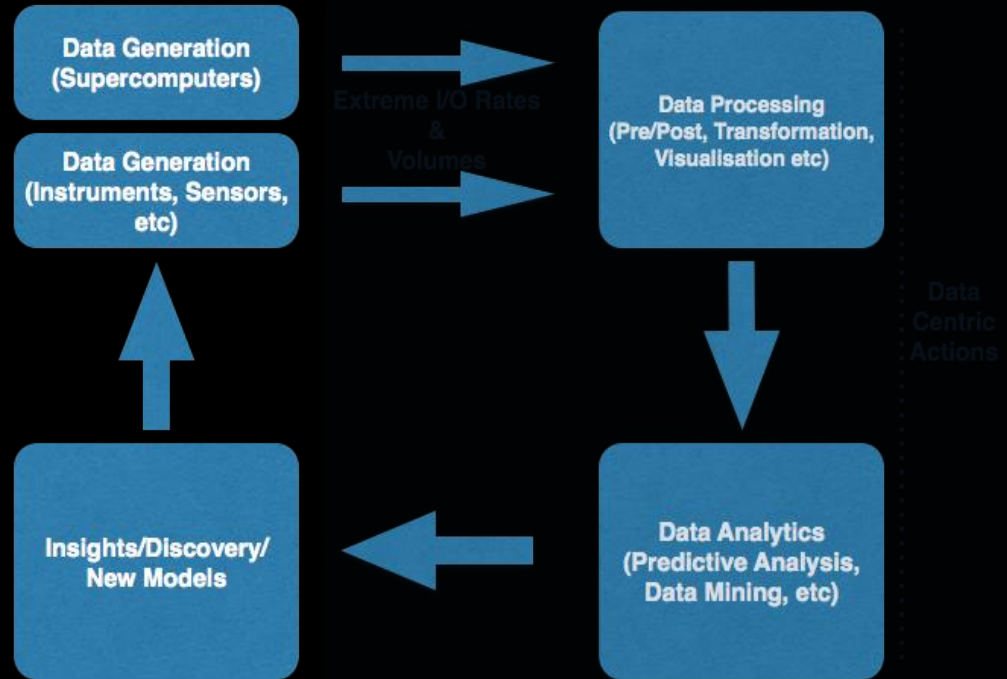 Data Generation
(Supercomputers)
Data Generation
(Instruments, Sensors,
etc)
Extreme I/O Rates
&
Volumes
Data Processing
(Pre/Post, Transformation,
Visualisation etc)
Data
Centric
Actions
Insights/Discovery/
New Models
Data Analytics
(Predictive Analysis,
Data Mining, etc)